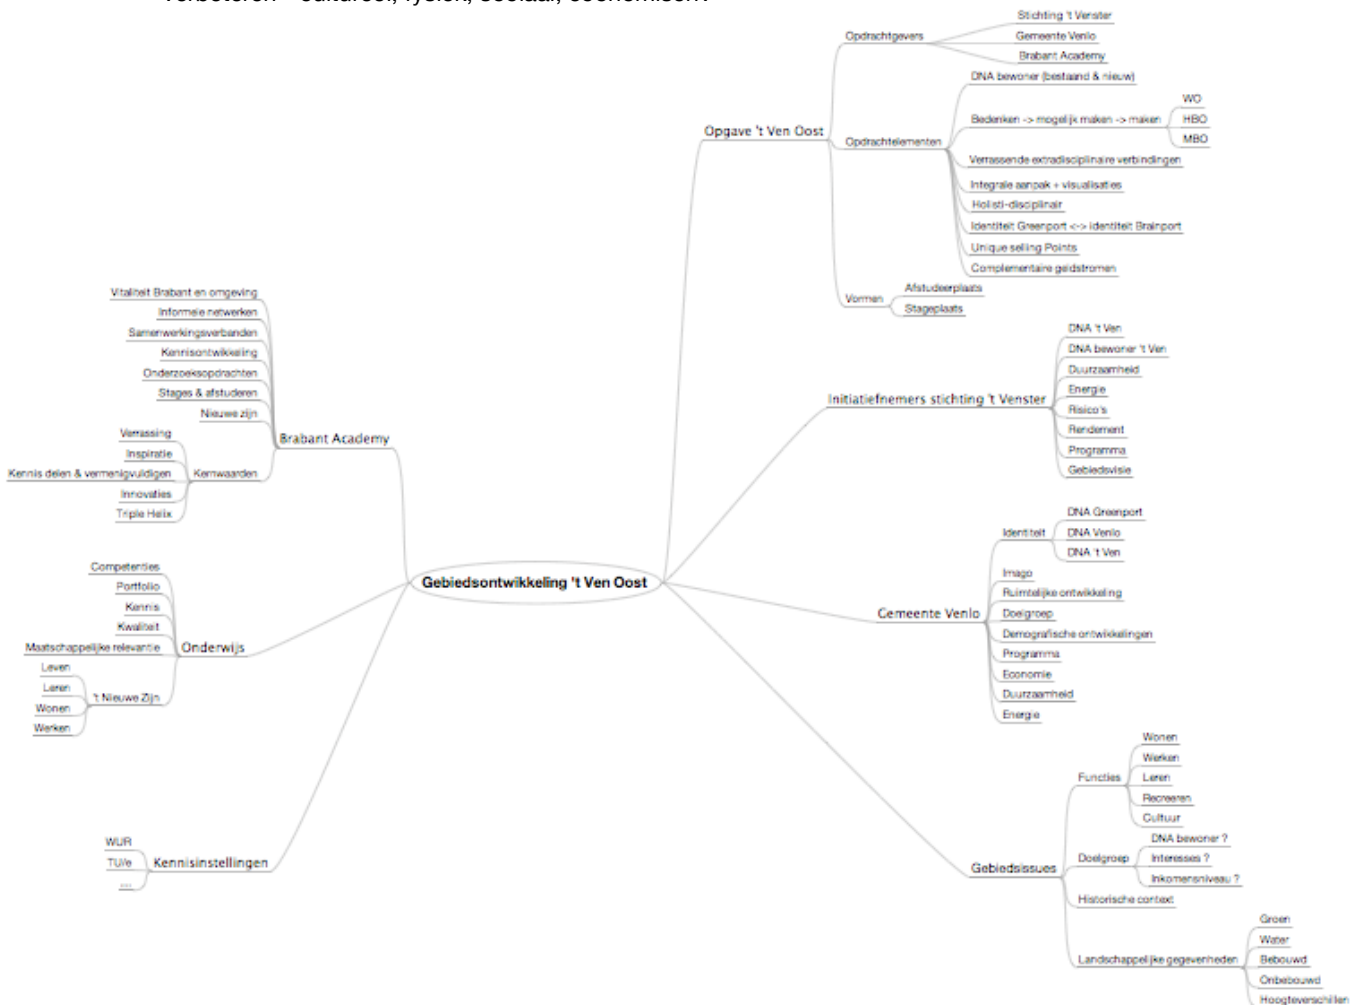 verbeteren - cultureel, fysiek, sociaal, economisch?
Gebiedsontwikkeling 't Ven Oost
Opgave 't Ven Oost
Opdrachtgevers
Stichting 't Venster
Gemeente Venlo
Brabant Academy
Opdrachtelementen
DNA bewoner (bestaand & nieuw)
Bedenken -> mogelijk maken -> maken
WO
HBO
MBO
Verrassende extradisciplinaire verbindingen
Integrale aanpak + visualisaties
Holisti-disciplinair
Identiteit Greenport <-> identiteit Brainport
Unique selling Points
Complementaire geldstromen
Vormen
Afstudeerplaats
Stageplaats
Initiatiefnemers stichting 't Venster
DNA 't Ven
DNA bewoner 't Ven
Duurzaamheid
Energie
Risico's
Rendement
Programma
Gebiedsvisie
Gemeente Venlo
Identiteit
DNA Greenport
DNA Venlo
DNA 't Ven
Imago
Ruimtelijke ontwikkeling
Doelgroep
Demografische ontwikkelingen
Programma
Economie
Duurzaamheid
Energie
Gebiedsissues
Functies
Wonen
Werken
Leren
Recreeren
Cultuur
Doelgroep
DNA bewoner ?
Interesses ?
Inkomensniveau ?
Historische context
Landschappelijke gegevenheden
Groen
Water
Bebouwd
Onbebouwd
Hoogteverschillen
Brabant Academy
Vitaliteit Brabant en omgeving
Informele netwerken
Samenwerkingsverbanden
Kennisontwikkeling
Onderzoeksopdrachten
Stages & afstuderen
Nieuwe zijn
Kernwaarden
Verrassing
Inspiratie
Kennis delen & vermenigvuldigen
Innovaties
Triple Helix
Onderwijs
Competenties
Portfolio
Kennis
Kwaliteit
Maatschappelijke relevantie
't Nieuwe Zijn
Leven
Leren
Wonen
Werken
Kennisinstellingen
WUR
TU/e
...